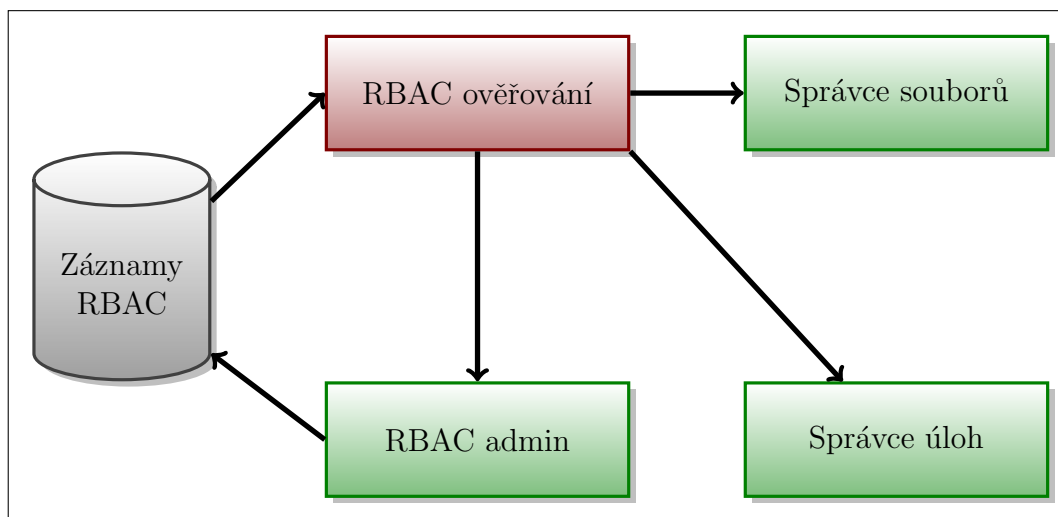 RBAC ověřování
Správce souborů
Záznamy
RBAC
RBAC admin
Správce úloh